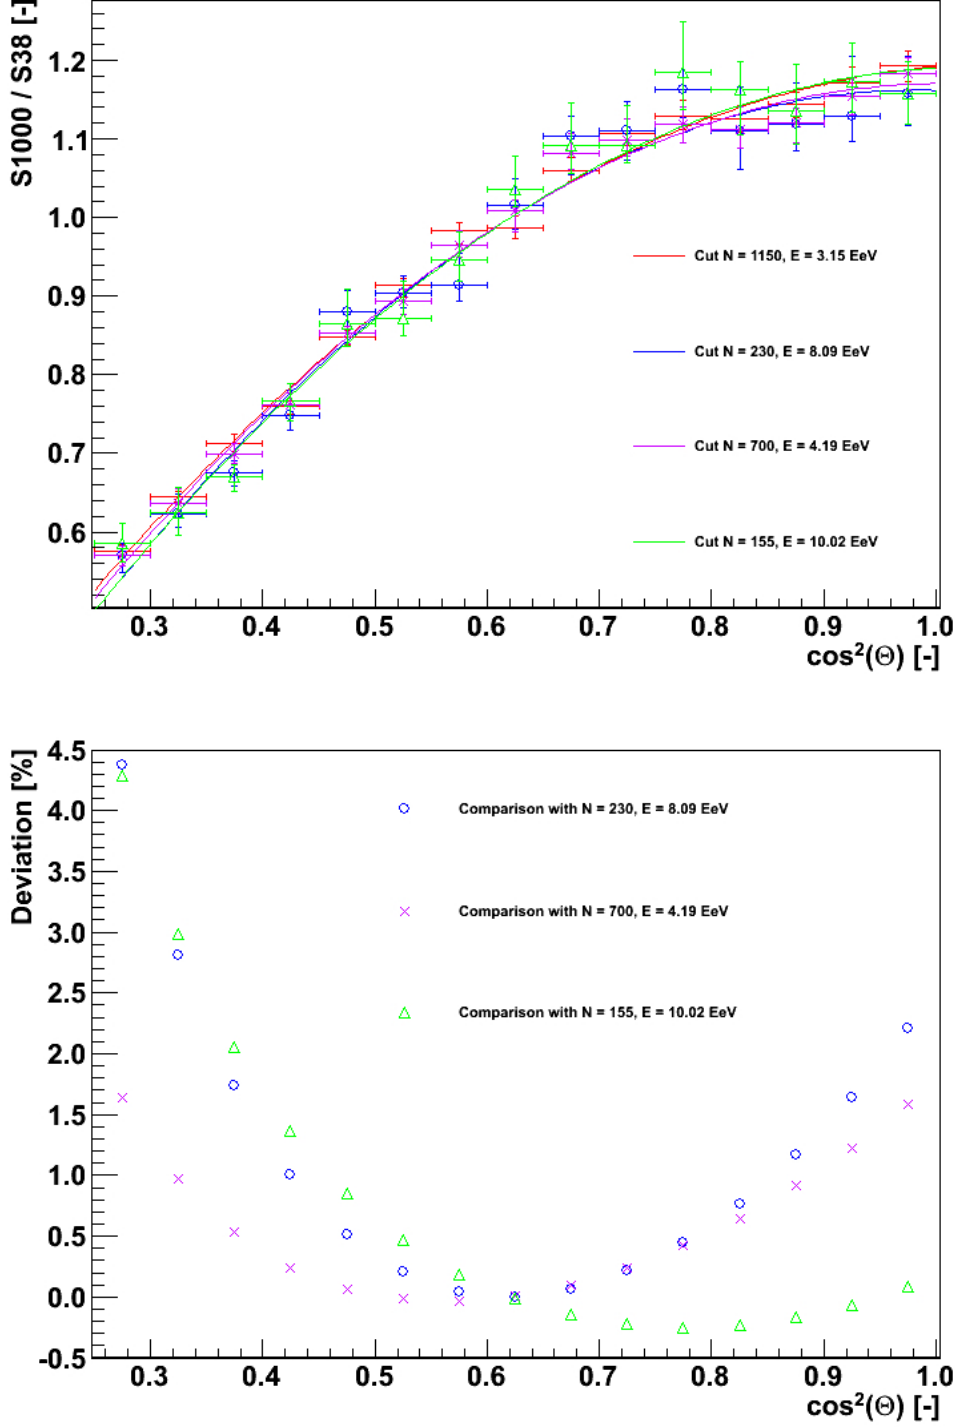 S1000 / S38 [-]
1.2
1.1
1.0
0.9
0.8
0.7
0.6
Cut N = 1150, E = 3.15 EeV
Cut N = 230, E = 8.09 EeV
Cut N = 700, E = 4.19 EeV
Cut N = 155, E = 10.02 EeV
0.3 0.4 0.5 0.6 0.7 0.8 0.9 1.0
cos²(Θ) [-]
Deviation [%]
4.5
4.0
3.5
3.0
2.5
2.0
1.5
1.0
0.5
0.0
-0.5
Comparison with N = 230, E = 8.09 EeV
Comparison with N = 700, E = 4.19 EeV
Comparison with N = 155, E = 10.02 EeV
0.3 0.4 0.5 0.6 0.7 0.8 0.9 1.0
cos²(Θ) [-]